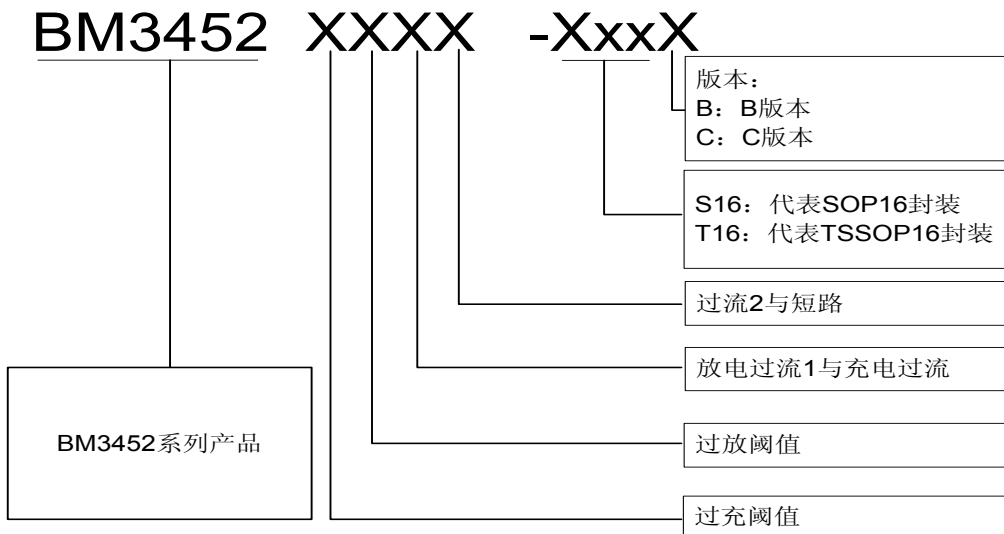 BM3452 XXXX -XxxX
版本：
B：B版本
C：C版本
S16：代表SOP16封装
T16：代表TSSOP16封装
过流2与短路
放电过流1与充电过流
BM3452系列产品
过放阈值
过充阈值